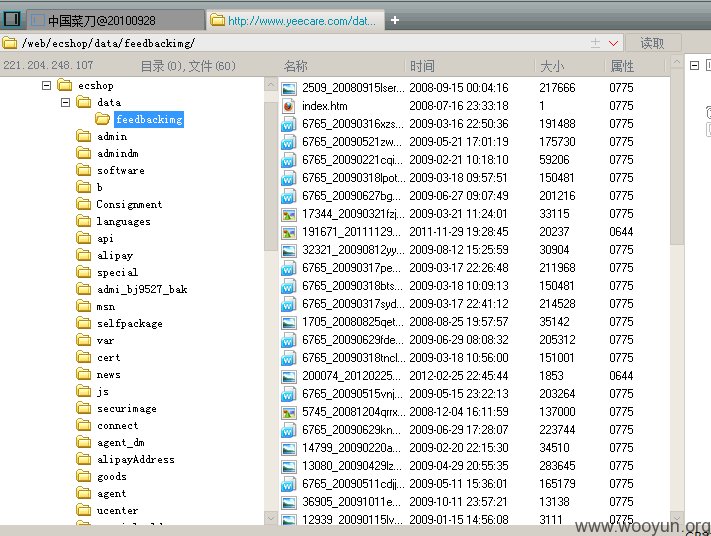 中国菜刀@20100928 http://www.yeecare.com/dat... +
/web/ecshop/data/feedbackimg/ 读取
221.204.248.107 目录(0),文件(60) 名称 时间 大小 属性
ecshop
data
feedbackimg
admin
admindm
software
b
Consignment
languages
api
alipay
special
admi_bj9527_bak
msn
selfpackage
var
cert
news
js
securimage
connect
agent_dm
alipayAddress
goods
agent
ucenter
2509_20080915lser... 2008-09-15 00:04:16 217666 0775
index.htm 2008-07-16 23:33:18 1 0775
6765_20090316xzs... 2009-03-16 22:50:36 191488 0775
6765_20090521zw... 2009-05-21 17:01:19 175730 0775
6765_20090221cqi... 2009-02-21 10:18:10 59206 0775
6765_20090318lpot... 2009-03-18 09:57:51 150481 0775
6765_20090627bg... 2009-06-27 09:07:49 201216 0775
17344_20090321fzj... 2009-03-21 11:24:01 33115 0775
191671_20111129... 2011-11-29 19:28:45 20237 0644
32321_20090812yy... 2009-08-12 15:25:59 30904 0775
6765_20090317pe... 2009-03-17 22:26:48 211968 0775
6765_20090318bts... 2009-03-18 10:09:13 150481 0775
6765_20090317syd... 2009-03-17 22:41:12 214528 0775
1705_20080825qet... 2008-08-25 19:57:57 35142 0775
6765_20090629fde... 2009-06-29 08:08:32 205312 0775
6765_20090318tncl... 2009-03-18 10:56:00 151001 0775
200074_20120225... 2012-02-25 22:45:44 1853 0644
6765_20090515vnj... 2009-05-15 23:22:13 203264 0775
5745_20081204qrrx... 2008-12-04 16:11:59 137000 0775
6765_20090629kn... 2009-06-29 17:28:07 223744 0775
14799_20090220a... 2009-02-20 22:15:30 34510 0775
13080_20090429lz... 2009-04-29 20:55:35 283645 0775
6765_20090511cdjj... 2009-05-11 15:36:01 165179 0775
36905_20091011e... 2009-10-11 23:57:21 13138 0775
12939_20090115lv... 2009-01-15 14:56:08 3111 0775
www.wooyun.org